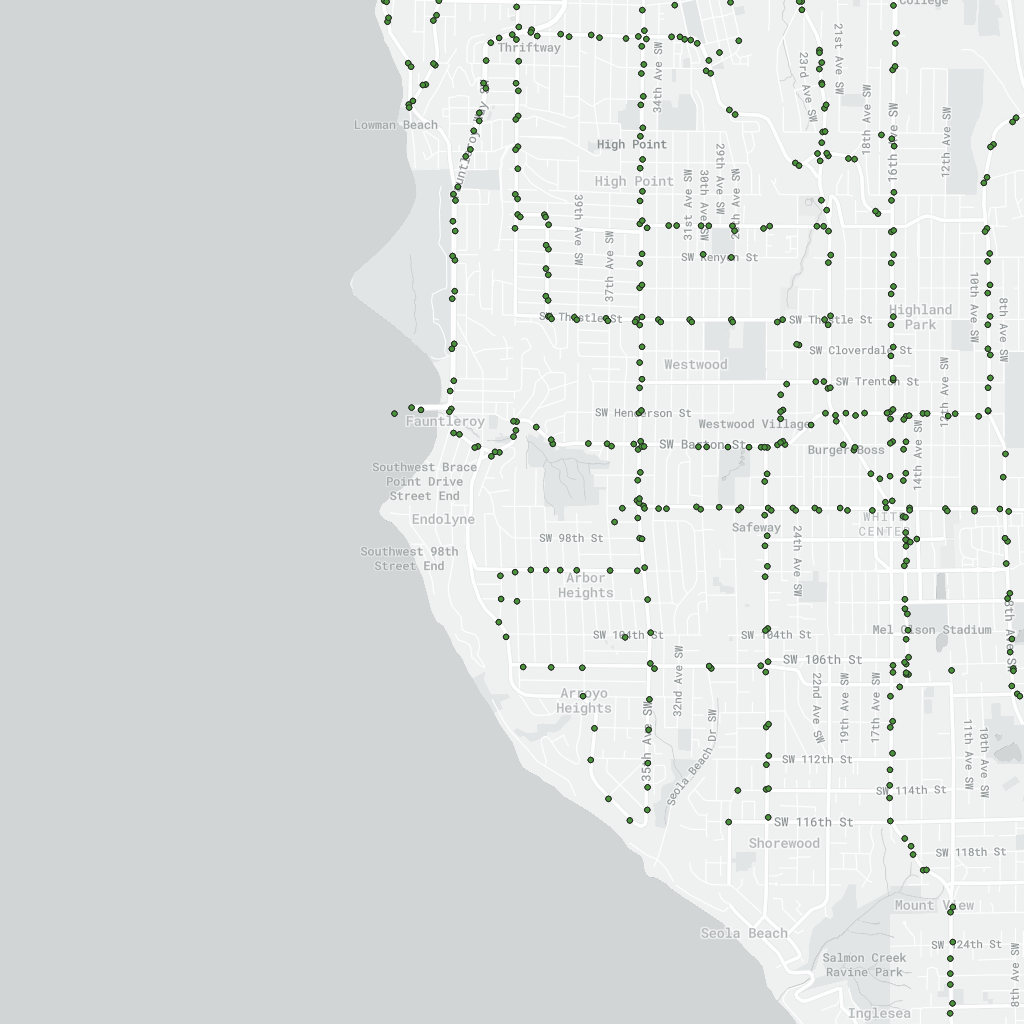 College
Thriftway
34th Ave SW
21st Ave SW
23rd Ave SW
18th Ave SW
16th Ave SW
12th Ave SW
Lowman Beach
High Point
High Point
39th Ave SW
37th Ave SW
31st Ave SW
30th Ave SW
29th Ave SW
SW Kenyon St
SW Thistle St
SW Thistle St
10th Ave SW
8th Ave SW
Highland
Park
SW Cloverdale St
Westwood
SW Trenton St
12th Ave SW
SW Henderson St
Fauntleroy
Westwood Village
SW Barton St
Burger Boss
14th Ave SW
Southwest Brace
Point Drive
Street End
Endolyne
Safeway
WHITE
CENTER
SW 98th St
24th Ave SW
Southwest 98th
Street End
Arbor
Heights
8th Ave SW
SW 104th St
SW 104th St
Mel Olson Stadium
SW 106th St
32nd Ave SW
22nd Ave SW
19th Ave SW
17th Ave SW
Arroyo
Heights
35th Ave SW
Seola Beach Dr SW
11th Ave SW
10th Ave SW
SW 112th St
SW 114th St
SW 116th St
Shorewood
SW 118th St
Mount View
Seola Beach
SW 124th St
Salmon Creek
Ravine Park
8th Ave SW
Inglesea